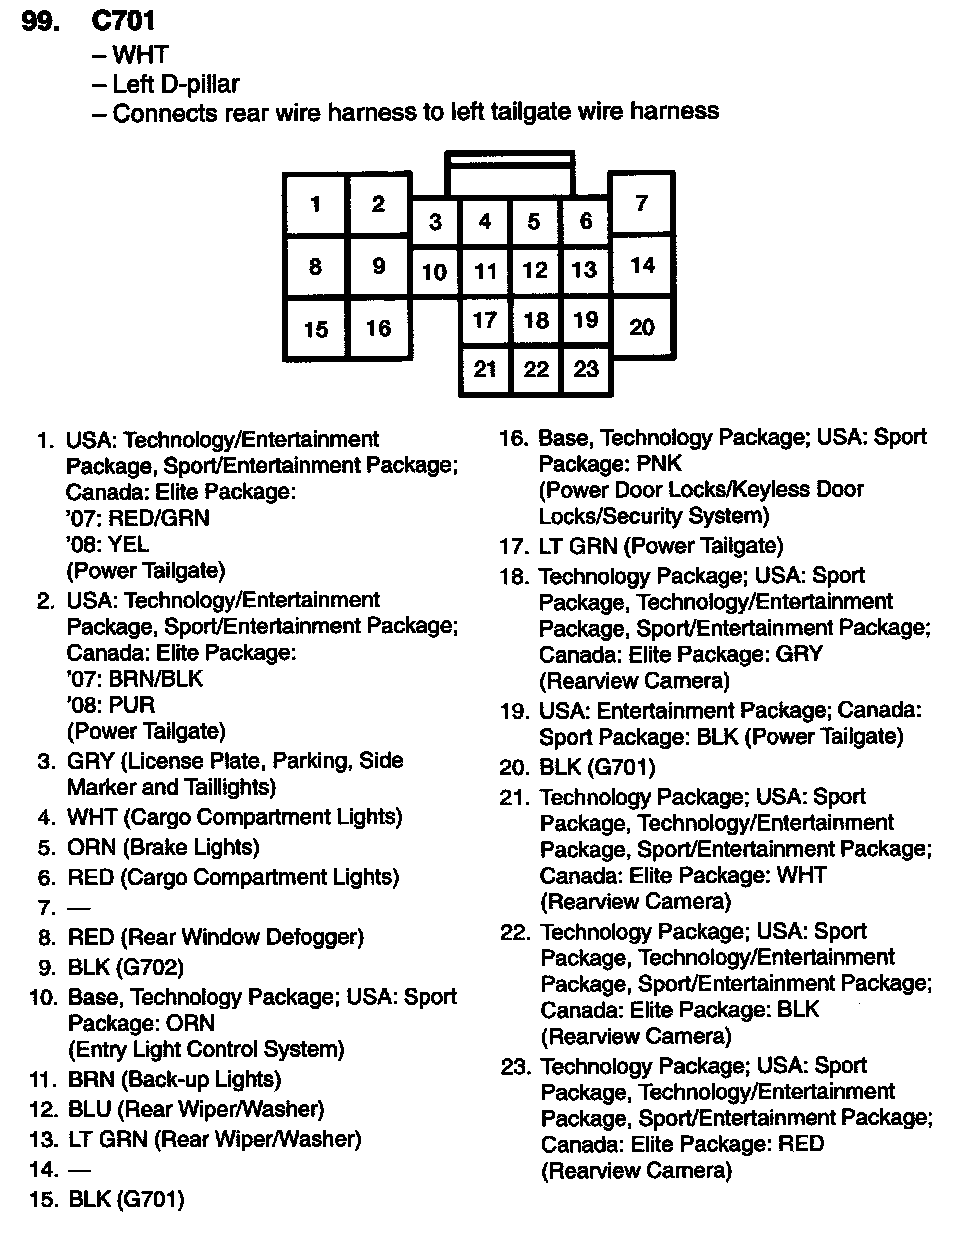 99. C701
– WHT
– Left D-pillar
– Connects rear wire harness to left tailgate wire harness
1 2 3 4 5 6 7
8 9 10 11 12 13 14
15 16 17 18 19 20
21 22 23
1. USA: Technology/Entertainment
Package, Sport/Entertainment Package;
Canada: Elite Package:
'07: RED/GRN
'08: YEL
(Power Tailgate)
2. USA: Technology/Entertainment
Package, Sport/Entertainment Package;
Canada: Elite Package:
'07: BRN/BLK
'08: PUR
(Power Tailgate)
3. GRY (License Plate, Parking, Side
Marker and Taillights)
4. WHT (Cargo Compartment Lights)
5. ORN (Brake Lights)
6. RED (Cargo Compartment Lights)
7. —
8. RED (Rear Window Defogger)
9. BLK (G702)
10. Base, Technology Package; USA: Sport
Package: ORN
(Entry Light Control System)
11. BRN (Back-up Lights)
12. BLU (Rear Wiper/Washer)
13. LT GRN (Rear Wiper/Washer)
14. —
15. BLK (G701)
16. Base, Technology Package; USA: Sport
Package: PNK
(Power Door Locks/Keyless Door
Locks/Security System)
17. LT GRN (Power Tailgate)
18. Technology Package; USA: Sport
Package, Technology/Entertainment
Package, Sport/Entertainment Package;
Canada: Elite Package: GRY
(Rearview Camera)
19. USA: Entertainment Package; Canada:
Sport Package: BLK (Power Tailgate)
20. BLK (G701)
21. Technology Package; USA: Sport
Package, Technology/Entertainment
Package, Sport/Entertainment Package;
Canada: Elite Package: WHT
(Rearview Camera)
22. Technology Package; USA: Sport
Package, Technology/Entertainment
Package, Sport/Entertainment Package;
Canada: Elite Package: BLK
(Rearview Camera)
23. Technology Package; USA: Sport
Package, Technology/Entertainment
Package, Sport/Entertainment Package;
Canada: Elite Package: RED
(Rearview Camera)